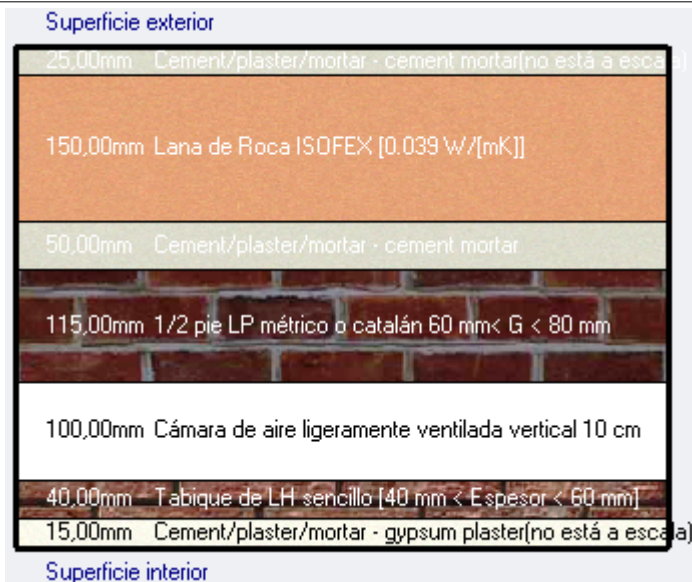 Superficie exterior
25,00mm Cement/plaster/mortar - cement mortar(no está a escala)
150,00mm Lana de Roca ISOFEX [0.039 W/[mK]]
50,00mm Cement/plaster/mortar - cement mortar
115,00mm 1/2 pie LP métrico o catalán 60 mm< G < 80 mm
100,00mm Cámara de aire ligeramente ventilada vertical 10 cm
40,00mm Tabique de LH sencillo [40 mm < Espesor < 60 mm]
15,00mm Cement/plaster/mortar - gypsum plaster(no está a escala)
Superficie interior